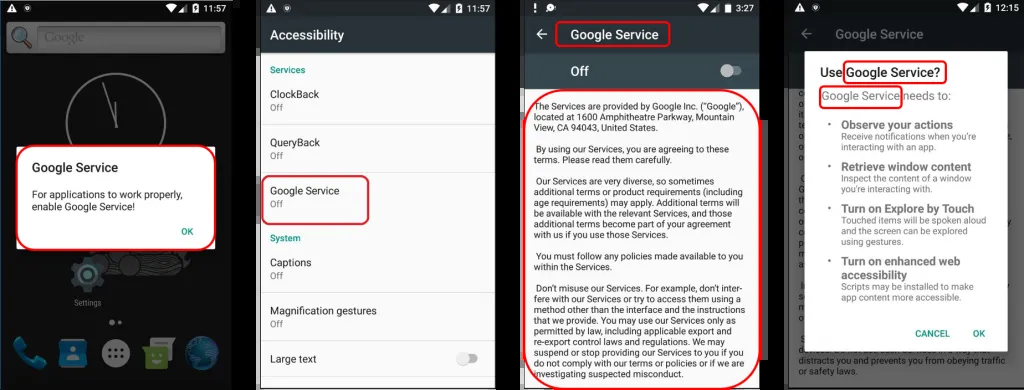 11:57
Google
Google Service
For applications to work properly,
enable Google Service!
OK
Settings
11:57
Accessibility
Services
ClockBack
Off
QueryBack
Off
Google Service
Off
System
Captions
Off
Magnification gestures
Off
Large text
3:27
Google Service
Off
The Services are provided by Google Inc. ("Google"),
located at 1600 Amphitheatre Parkway, Mountain
View, CA 94043, United States.
By using our Services, you are agreeing to these
terms. Please read them carefully.
Our Services are very diverse, so sometimes
additional terms or product requirements (including
age requirements) may apply. Additional terms will
be available with the relevant Services, and those
additional terms become part of your agreement
with us if you use those Services.
You must follow any policies made available to you
within the Services.
Don't misuse our Services. For example, don't inter-
fere with our Services or try to access them using a
method other than the interface and the instructions
that we provide. You may use our Services only as
permitted by law, including applicable export and
re-export control laws and regulations. We may
suspend or stop providing our Services to you if you
do not comply with our terms or policies or if we are
investigating suspected misconduct.
12:15
Google Service
Use Google Service?
Google Service needs to:
• Observe your actions
Receive notifications when you're
interacting with an app.
• Retrieve window content
Inspect the content of a window
you're interacting with.
• Turn on Explore by Touch
Touched items will be spoken aloud
and the screen can be explored
using gestures.
• Turn on enhanced web
accessibility
Scripts may be installed to make
app content more accessible.
CANCEL
OK
distracts you and prevents you from obeying traffic
or safety laws.